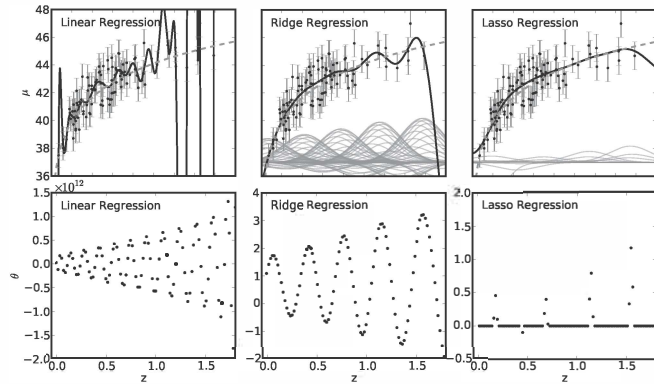 Linear Regression
Ridge Regression
Lasso Regression
48
46
44
42
40
38
36
μ
×10¹²
Linear Regression
Ridge Regression
Lasso Regression
1.5
1.0
0.5
0.0
−0.5
−1.0
−1.5
−2.0
θ
4
3
2
1
0
−1
−2
2.0
1.5
1.0
0.5
0.0
−0.5
0.0 0.5 1.0 1.5
0.0 0.5 1.0 1.5
0.0 0.5 1.0 1.5
z
z
z